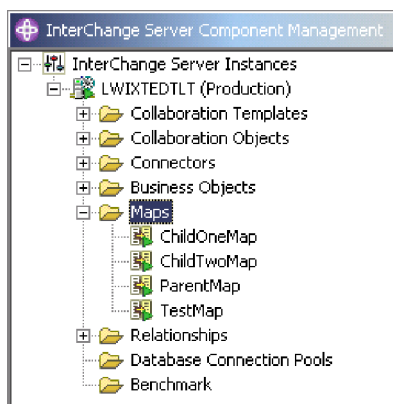 InterChange Server Component Management
InterChange Server Instances
LWIXTEDTLT (Production)
Collaboration Templates
Collaboration Objects
Connectors
Business Objects
Maps
ChildOneMap
ChildTwoMap
ParentMap
TestMap
Relationships
Database Connection Pools
Benchmark